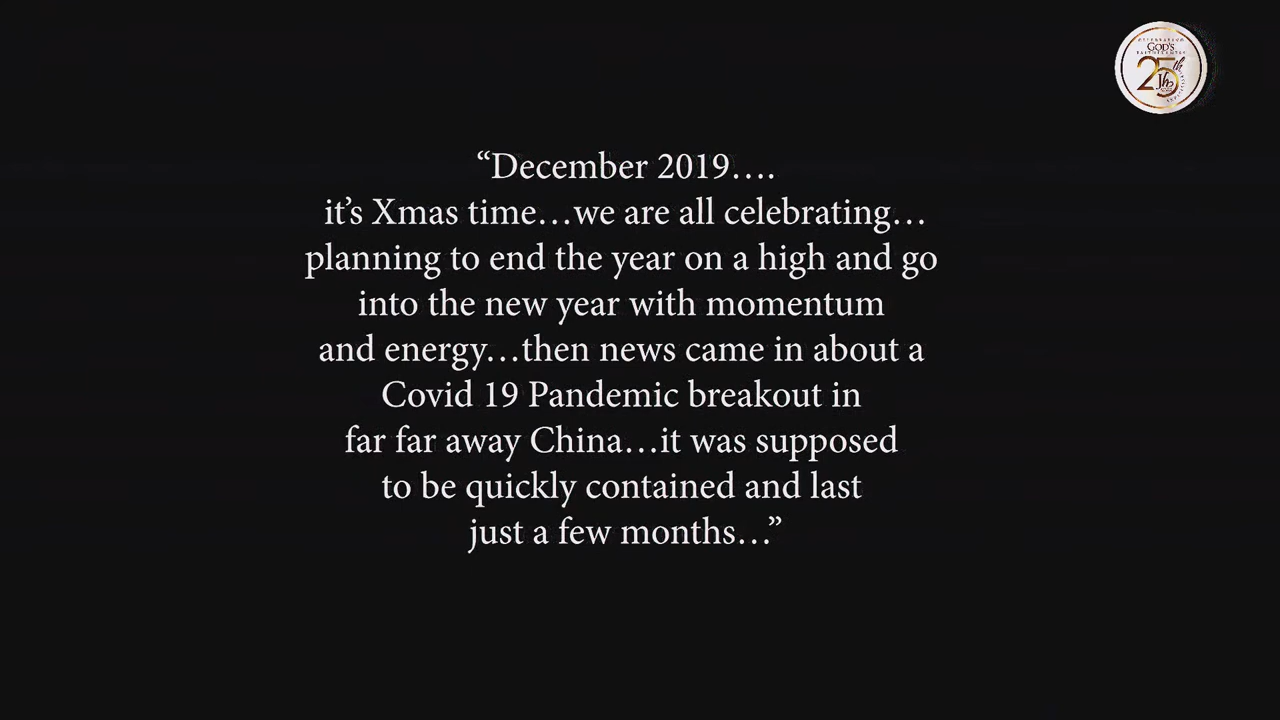 GOD'S
25th
“December 2019….
it’s Xmas time…we are all celebrating…
planning to end the year on a high and go
into the new year with momentum
and energy…then news came in about a
Covid 19 Pandemic breakout in
far far away China…it was supposed
to be quickly contained and last
just a few months…”